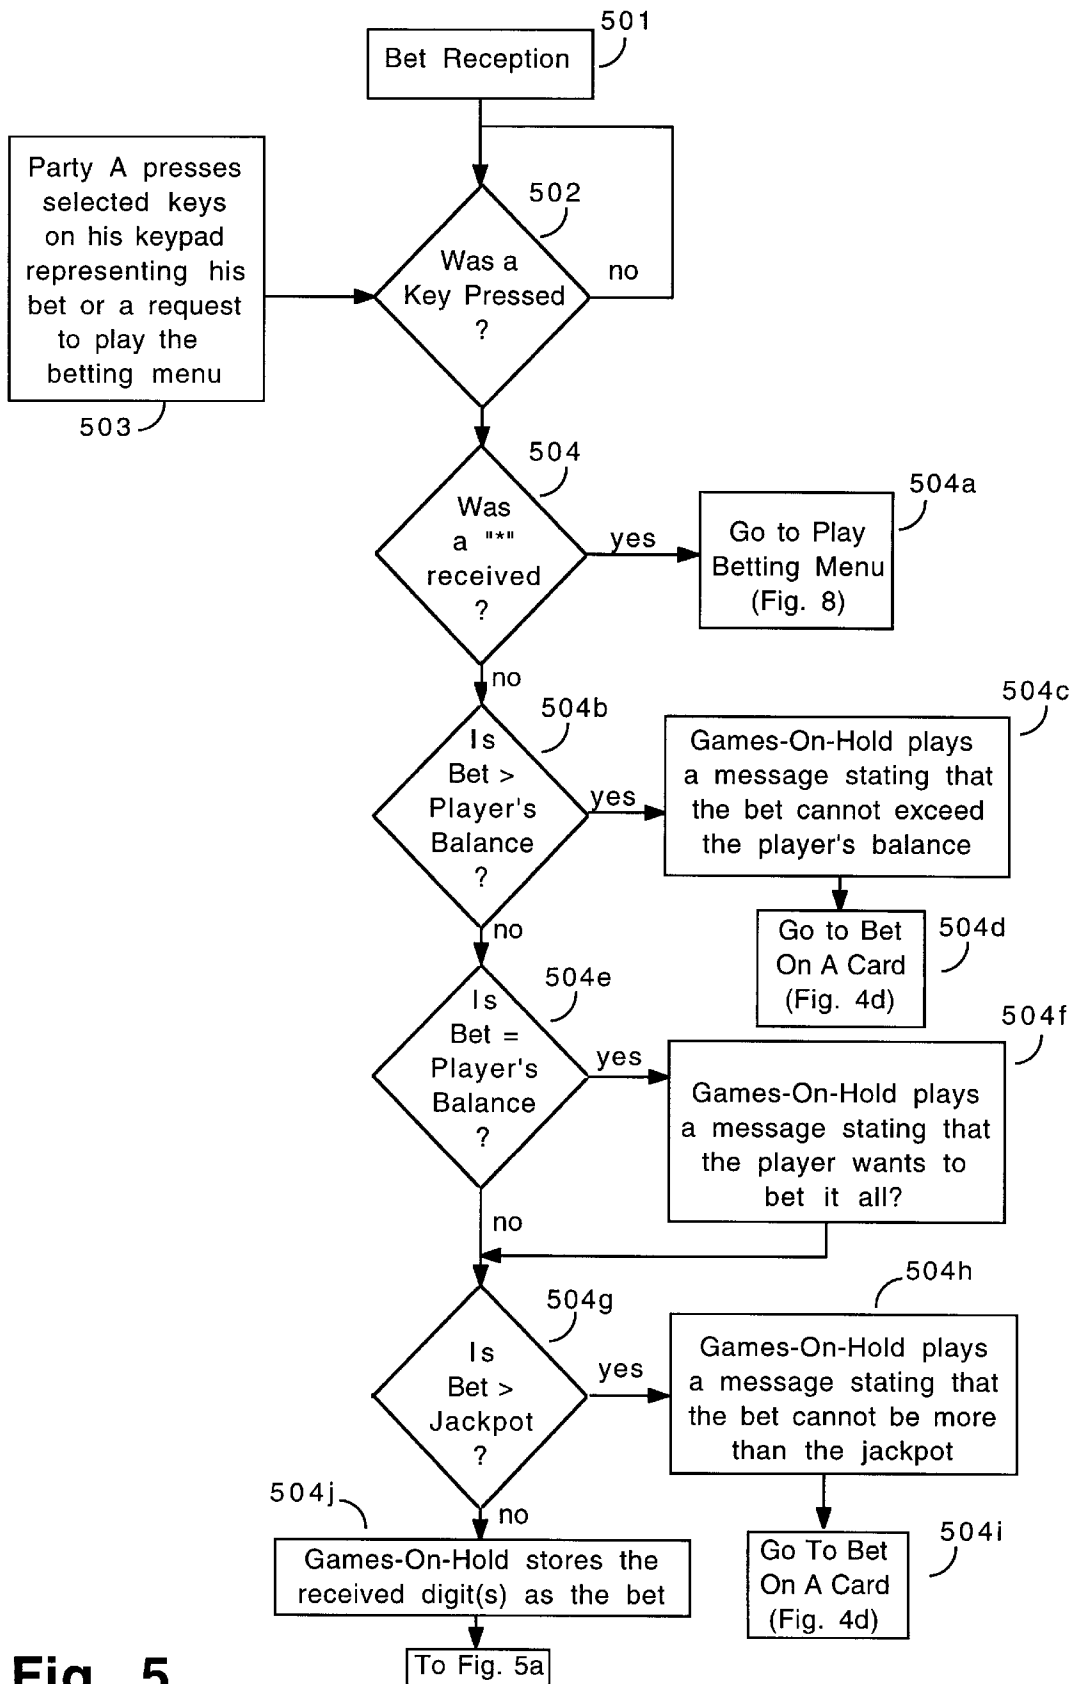 501
Bet Reception
Party A presses
selected keys
on his keypad
representing his
bet or a request
to play the
betting menu
503
502
Was a
Key Pressed
?
no
504
Was
a "*"
received
?
yes
504a
Go to Play
Betting Menu
(Fig. 8)
no
504b
Is
Bet >
Player's
Balance
?
yes
504c
Games-On-Hold plays
a message stating that
the bet cannot exceed
the player's balance
504d
Go to Bet
On A Card
(Fig. 4d)
no
504e
Is
Bet =
Player's
Balance
?
yes
504f
Games-On-Hold plays
a message stating that
the player wants to
bet it all?
no
504g
Is
Bet >
Jackpot
?
yes
504h
Games-On-Hold plays
a message stating that
the bet cannot be more
than the jackpot
504i
Go To Bet
On A Card
(Fig. 4d)
no
504j
Games-On-Hold stores the
received digit(s) as the bet
To Fig. 5a
Fig. 5